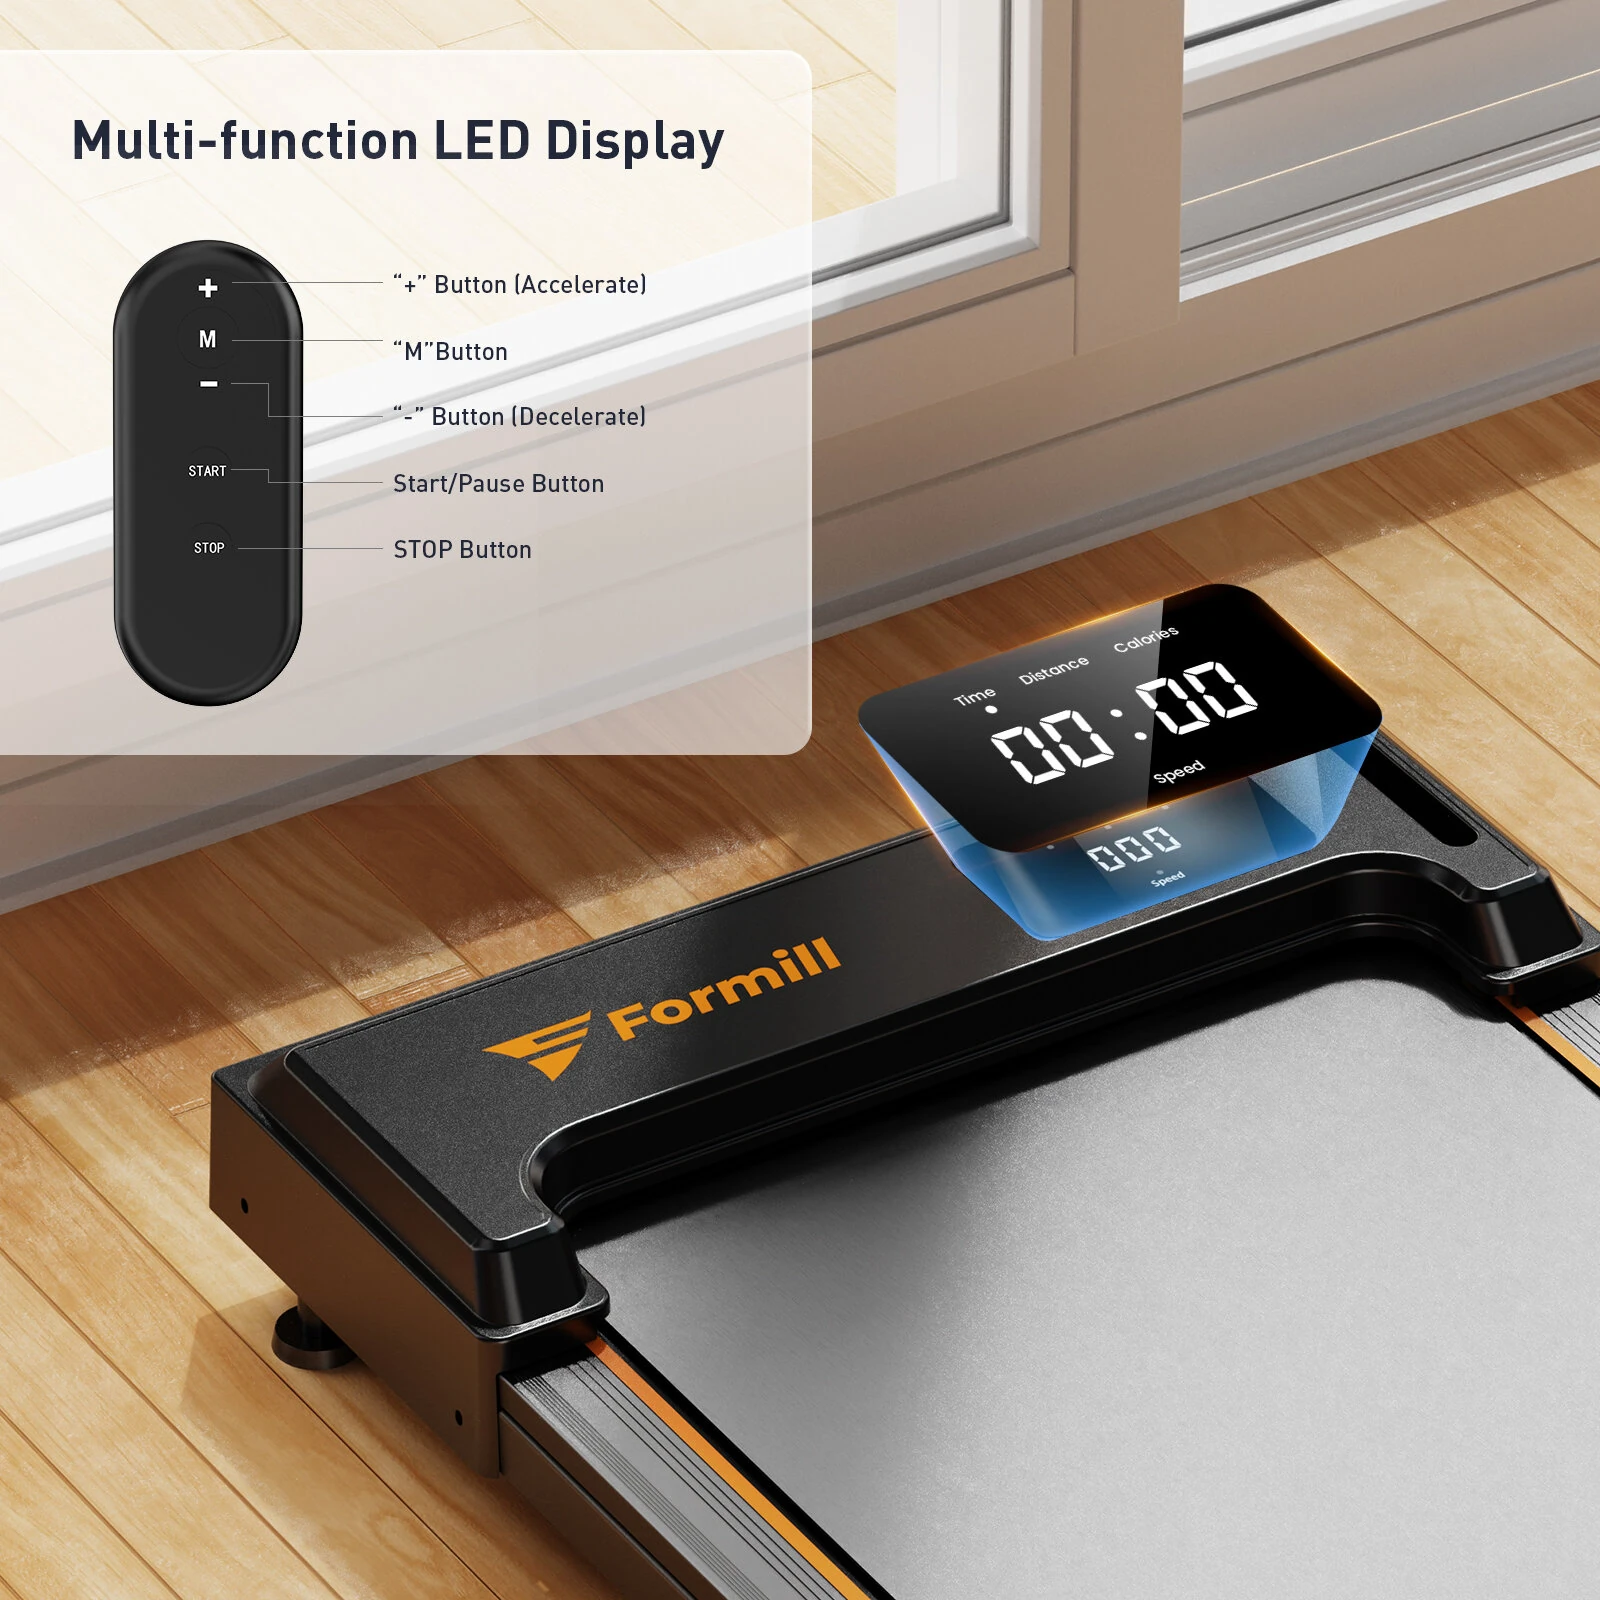 Multi-function LED Display
+
“+” Button (Accelerate)
M
“M”Button
-
“-” Button (Decelerate)
START
Start/Pause Button
STOP
STOP Button
Time Distance Calories
00:00
Speed
000
Speed
Formill